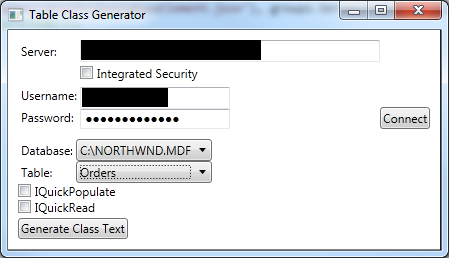 Table Class Generator
Server:
Integrated Security
Username:
Password: ●●●●●●●●●●●●●
Connect
Database: C:\NORTHWND.MDF
Table: Orders
IQuickPopulate
IQuickRead
Generate Class Text